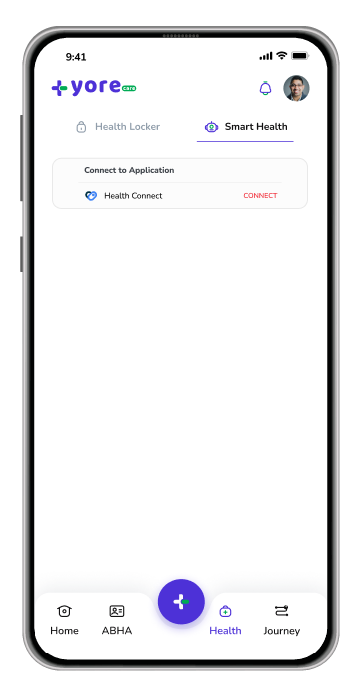 9:41
yore care
Health Locker Smart Health
Connect to Application
Health Connect CONNECT
Home ABHA Health Journey